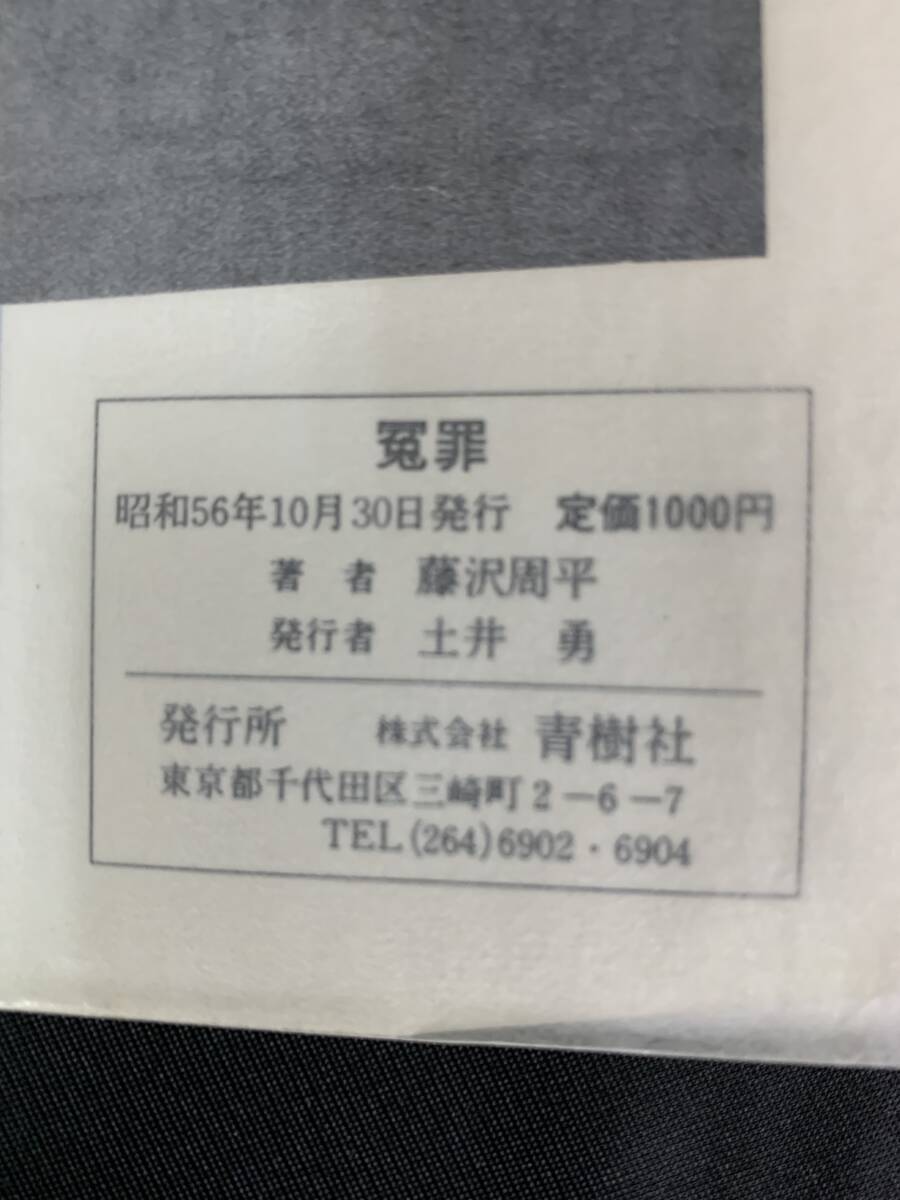 冤罪
昭和56年10月30日発行　定価1000円
著　者　藤沢周平
発行者　土井　勇
発行所　株式会社 青樹社
東京都千代田区三崎町2－6－7
TEL(264)6902・6904